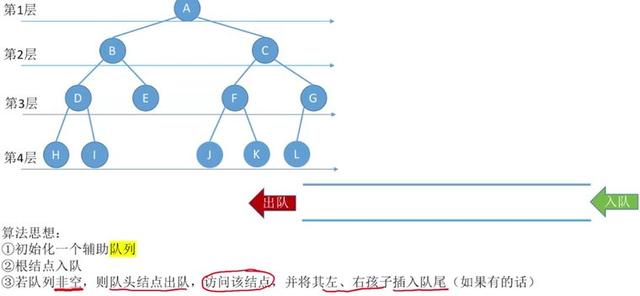 第1层 A
第2层 B C
第3层 D E F G
第4层 H I J K L
出队 入队
算法思想：
①初始化一个辅助队列
②根结点入队
③若队列非空，则队头结点出队，访问该结点，并将其左、右孩子插入队尾（如果有的话）